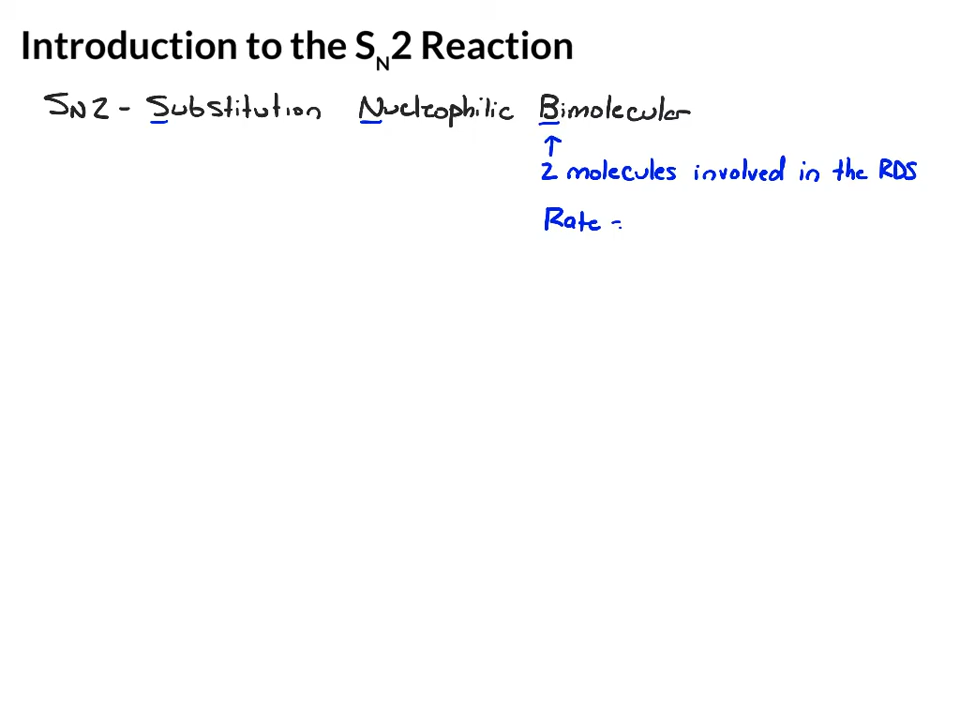 Introduction to the SN2 Reaction
SN2 - Substitution Nucleophilic Bimolecular
↑
2 molecules involved in the RDS
Rate =